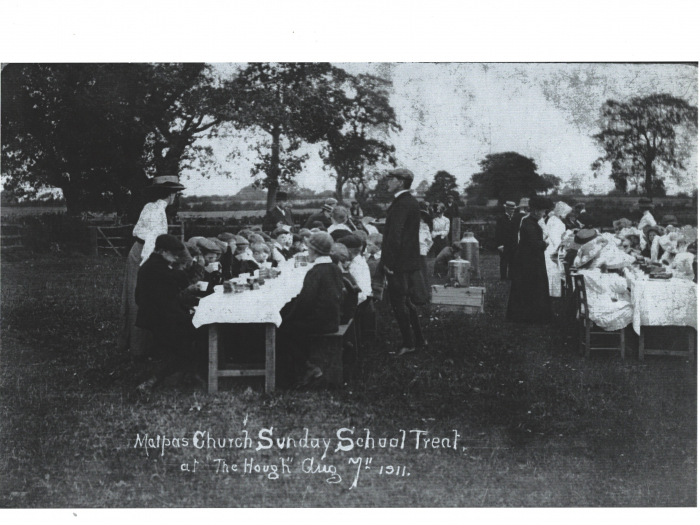 Malpas Church Sunday School Treat,
at "The Hough" Aug 7th 1911.